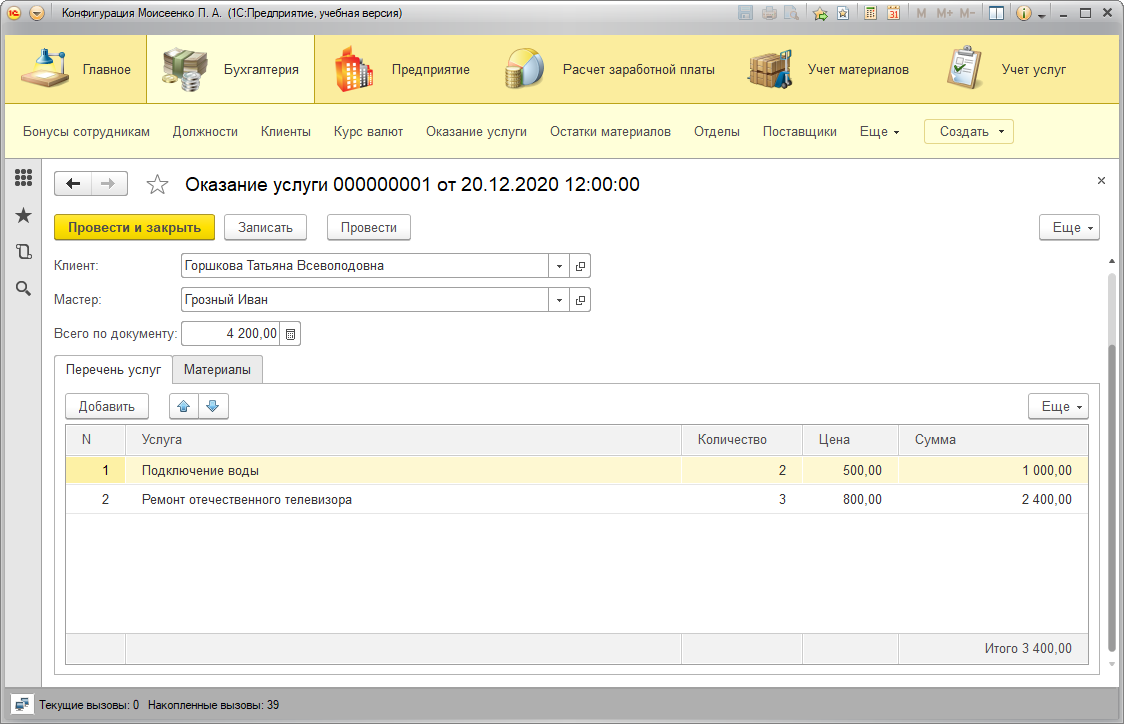 Конфигурация Моисеенко П. А. (1С:Предприятие, учебная версия) 31 M M+ M-
Главное Бухгалтерия Предприятие Расчет заработной платы Учет материалов Учет услуг
Бонусы сотрудникам Должности Клиенты Курс валют Оказание услуги Остатки материалов Отделы Поставщики Еще Создать
Оказание услуги 000000001 от 20.12.2020 12:00:00
Провести и закрыть Записать Провести Еще
Клиент: Горшкова Татьяна Всеволодовна
Мастер: Грозный Иван
Всего по документу: 4 200,00
Перечень услуг Материалы
Добавить Еще
N Услуга Количество Цена Сумма
1 Подключение воды 2 500,00 1 000,00
2 Ремонт отечественного телевизора 3 800,00 2 400,00
Итого 3 400,00
Текущие вызовы: 0 Накопленные вызовы: 39